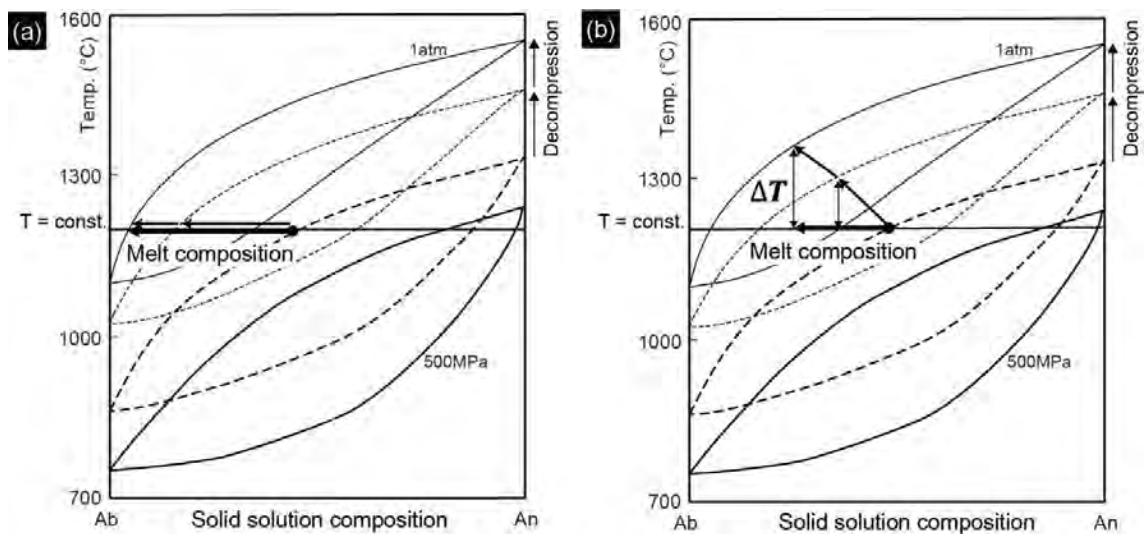 (a)
1600
1atm
Temp. (°C)
Decompression
1300
T = const.
Melt composition
1000
500MPa
700
Ab
Solid solution composition
An
(b)
1600
1atm
Temp. (°C)
Decompression
1300
ΔT
T = const.
Melt composition
1000
500MPa
700
Ab
Solid solution composition
An